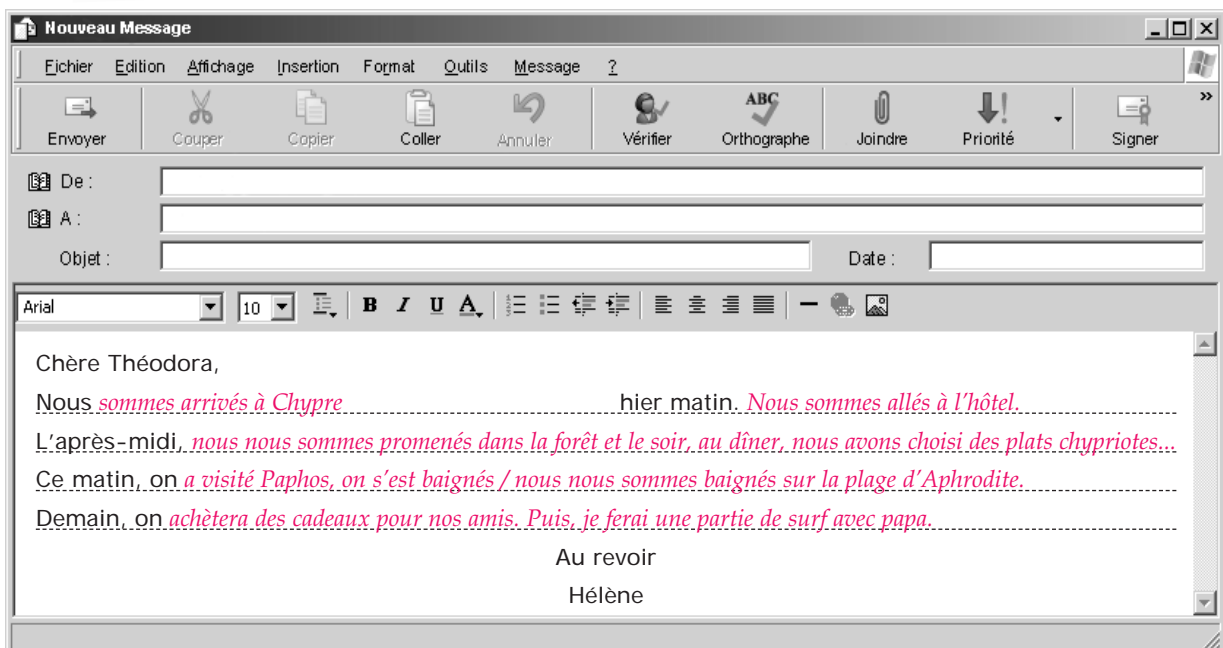 Nouveau Message
Fichier Edition Affichage Insertion Format Outils Message ?
Envoyer Couper Copier Coller Annuler Vérifier ABC Orthographe Joindre Priorité Signer »
De :
A :
Objet : Date :
Arial 10 B I U A
Chère Théodora,
Nous sommes arrivés à Chypre hier matin. Nous sommes allés à l'hôtel.
L'après-midi, nous nous sommes promenés dans la forêt et le soir, au dîner, nous avons choisi des plats chypriotes...
Ce matin, on a visité Paphos, on s'est baignés / nous nous sommes baignés sur la plage d'Aphrodite.
Demain, on achètera des cadeaux pour nos amis. Puis, je ferai une partie de surf avec papa.
Au revoir
Hélène